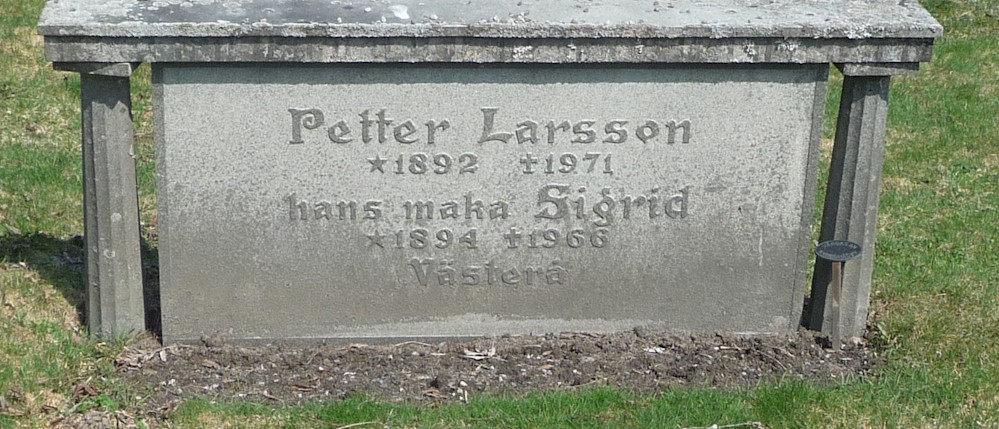 Petter Larsson
*1892 †1971
hans maka Sigrid
*1894 †1966
Västerå